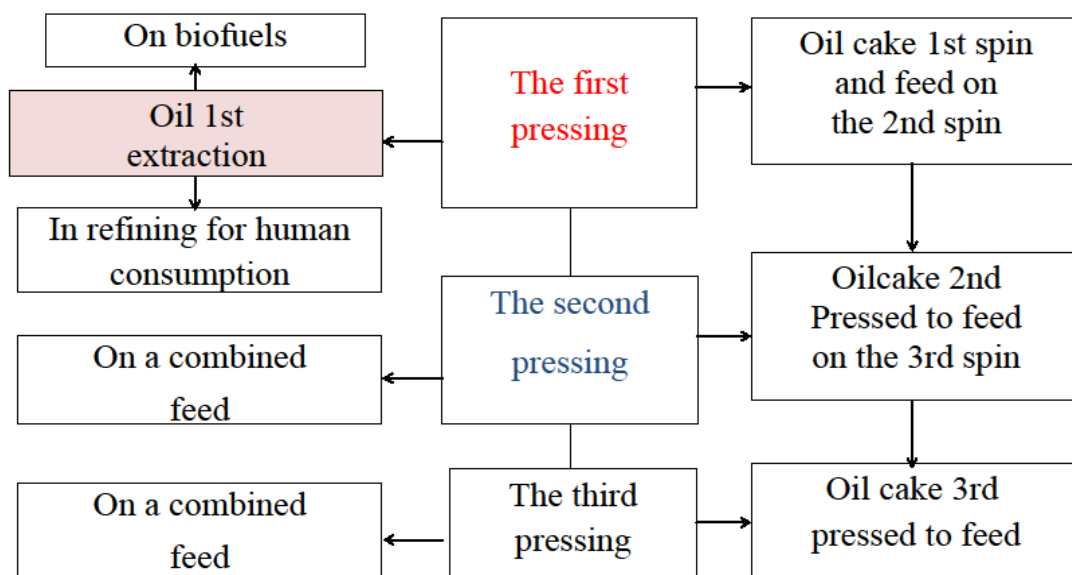 On biofuels
Oil 1st
extraction
In refining for human
consumption
The first
pressing
Oil cake 1st spin
and feed on
the 2nd spin
On a combined
feed
The second
pressing
Oilcake 2nd
Pressed to feed
on the 3rd spin
On a combined
feed
The third
pressing
Oil cake 3rd
pressed to feed